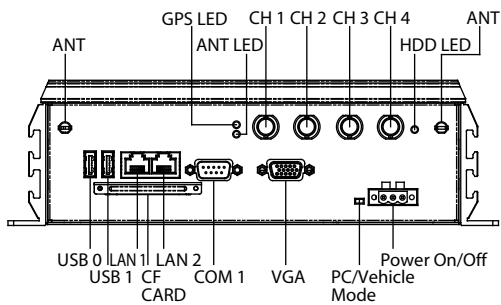 GPS LED
CH 1 CH 2 CH 3 CH 4
ANT
ANT
ANT LED
HDD LED
USB 0
LAN 1
LAN 2
COM 1
VGA
Power On/Off
USB 1
CF
CARD
PC/Vehicle
Mode